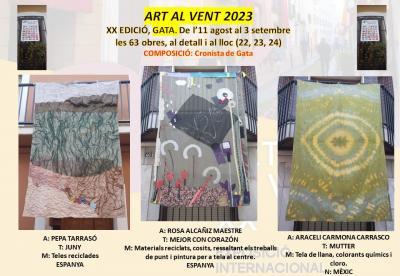 ART AL VENT 2023
XX EDICIÓ, GATA. De l'11 agost al 3 setembre
les 63 obres, al detall i al lloc (22, 23, 24)
COMPOSICIÓ: Cronista de Gata
A: PEPA TARRASÓ
T: JUNY
M: Teles reciclades
ESPANYA
A: ROSA ALCAÑIZ MAESTRE
T: MEJOR CON CORAZÓN
M: Materials reciclats, cosits, ressaltant els treballs
de punt i pintura per a tela al centre.
ESPANYA
A: ARACELI CARMONA CARRASCO
T: MUTTER
M: Tela de llana, colorants químics i
cloro.
N: MÈXIC
INTERNACIONAL